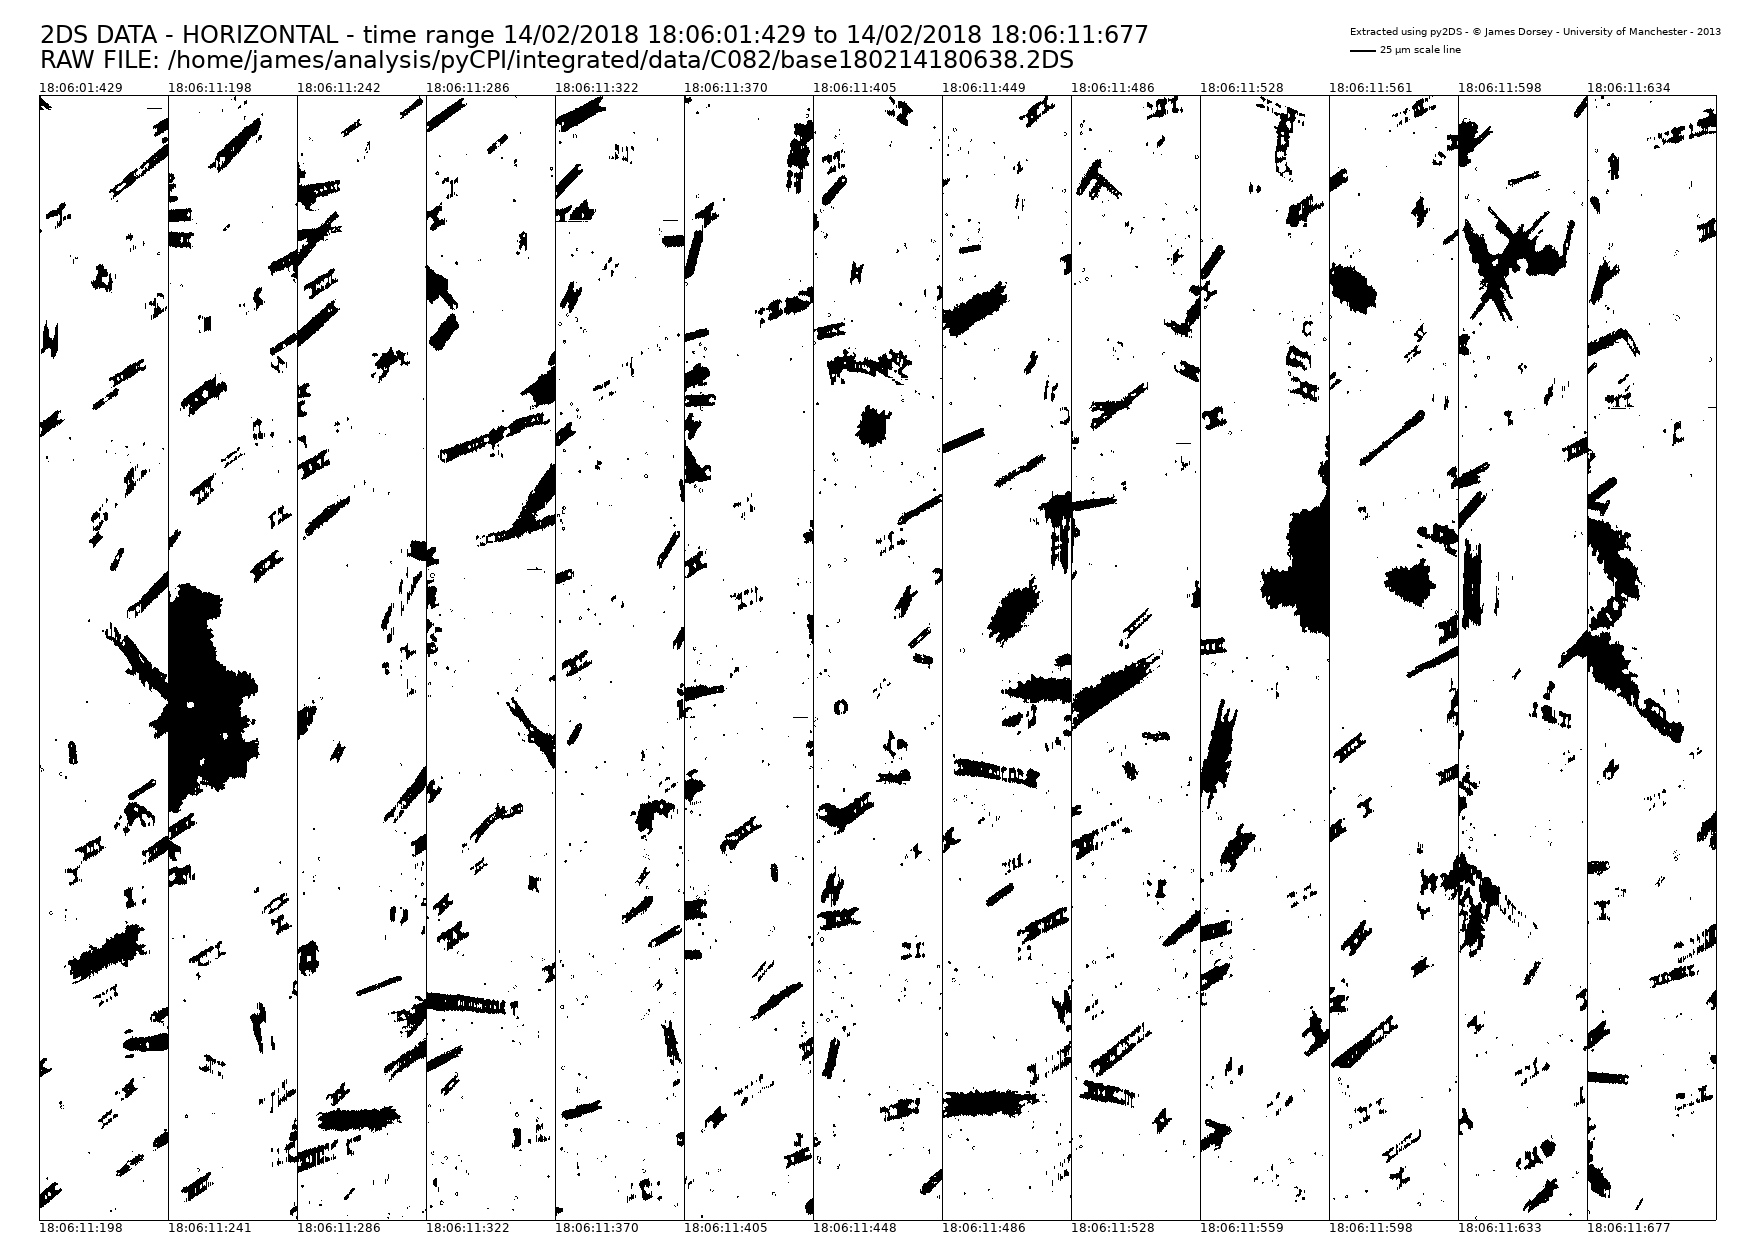 2DS DATA - HORIZONTAL - time range 14/02/2018 18:06:01:429 to 14/02/2018 18:06:11:677
RAW FILE: /home/james/analysis/pyCPI/integrated/data/C082/base180214180638.2DS
Extracted using py2DS - © James Dorsey - University of Manchester - 2013
25 µm scale line
18:06:01:429 18:06:11:198 18:06:11:242 18:06:11:286 18:06:11:322 18:06:11:370 18:06:11:405 18:06:11:449 18:06:11:486 18:06:11:528 18:06:11:561 18:06:11:598 18:06:11:634
18:06:11:198 18:06:11:241 18:06:11:286 18:06:11:322 18:06:11:370 18:06:11:405 18:06:11:448 18:06:11:486 18:06:11:528 18:06:11:559 18:06:11:598 18:06:11:633 18:06:11:677